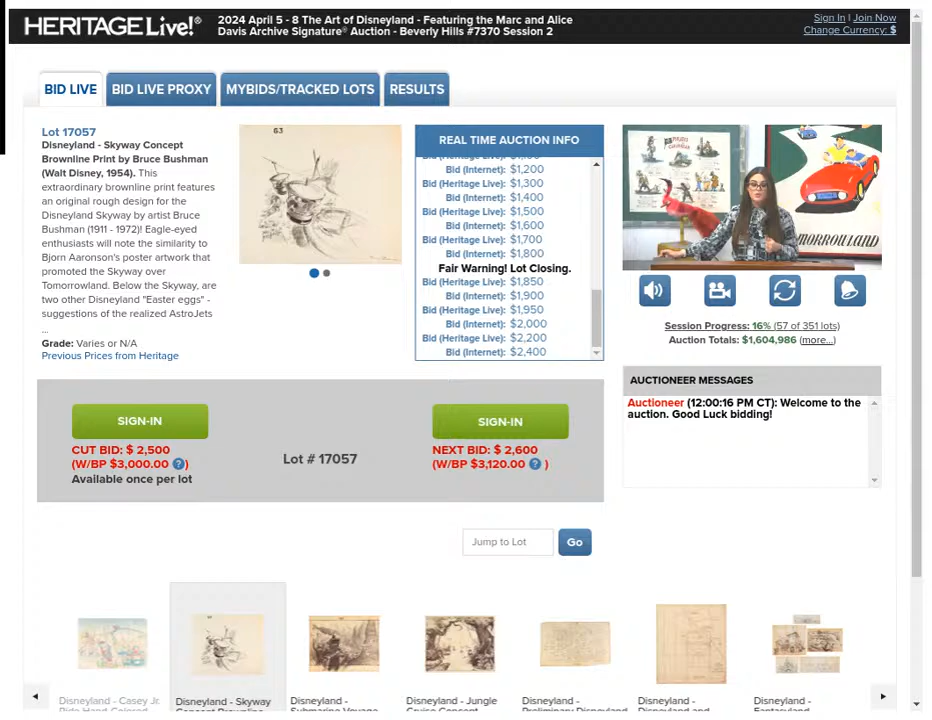 HERITAGE Live!®
2024 April 5 - 8 The Art of Disneyland - Featuring the Marc and Alice
Davis Archive Signature® Auction - Beverly Hills #7370 Session 2
Sign In | Join Now
Change Currency: $
BID LIVE
BID LIVE PROXY
MYBIDS/TRACKED LOTS
RESULTS
Lot 17057
Disneyland - Skyway Concept
Brownline Print by Bruce Bushman
(Walt Disney, 1954). This
extraordinary brownline print features
an original rough design for the
Disneyland Skyway by artist Bruce
Bushman (1911 - 1972)! Eagle-eyed
enthusiasts will note the similarity to
Bjorn Aaronson's poster artwork that
promoted the Skyway over
Tomorrowland. Below the Skyway, are
two other Disneyland "Easter eggs" -
suggestions of the realized AstroJets
...
Grade: Varies or N/A
Previous Prices from Heritage
63
REAL TIME AUCTION INFO
Bid (Internet): $1,200
Bid (Heritage Live): $1,300
Bid (Internet): $1,400
Bid (Heritage Live): $1,500
Bid (Internet): $1,600
Bid (Heritage Live): $1,700
Bid (Internet): $1,800
Fair Warning! Lot Closing.
Bid (Heritage Live): $1,850
Bid (Internet): $1,900
Bid (Heritage Live): $1,950
Bid (Internet): $2,000
Bid (Heritage Live): $2,200
Bid (Internet): $2,400
MORROWLAND
Session Progress: 16% (57 of 351 lots)
Auction Totals: $1,604,986 (more...)
AUCTIONEER MESSAGES
Auctioneer (12:00:16 PM CT): Welcome to the
auction. Good Luck bidding!
SIGN-IN
CUT BID: $ 2,500
(W/BP $3,000.00 ?)
Available once per lot
Lot # 17057
SIGN-IN
NEXT BID: $ 2,600
(W/BP $3,120.00 ? )
Jump to Lot
Go
Disneyland - Casey Jr.
Disneyland - Skyway
Disneyland -
Disneyland - Jungle
Disneyland -
Disneyland -
Disneyland -